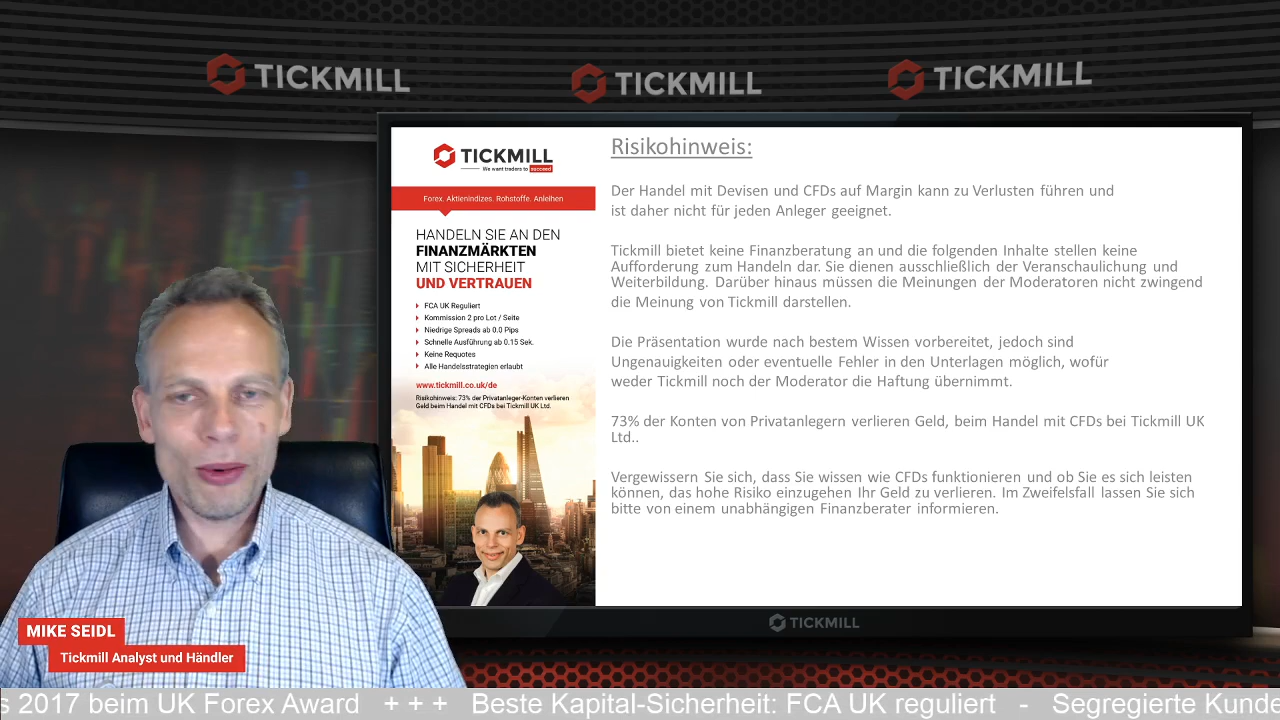 TICKMILL
TICKMILL
TICKMILL
TICKMILL
We want traders to succeed
Forex. Aktienindizes. Rohstoffe. Anleihen
HANDELN SIE AN DEN
FINANZMÄRKTEN
MIT SICHERHEIT
UND VERTRAUEN
FCA UK Reguliert
Kommission 2 pro Lot / Seite
Niedrige Spreads ab 0.0 Pips
Schnelle Ausführung ab 0.15 Sek.
Keine Requotes
Alle Handelsstrategien erlaubt
www.tickmill.co.uk/de
Risikohinweis: 73% der Privatanleger-Konten verlieren
Geld beim Handel mit CFDs bei Tickmill UK Ltd.
Risikohinweis:
Der Handel mit Devisen und CFDs auf Margin kann zu Verlusten führen und
ist daher nicht für jeden Anleger geeignet.
Tickmill bietet keine Finanzberatung an und die folgenden Inhalte stellen keine
Aufforderung zum Handeln dar. Sie dienen ausschließlich der Veranschaulichung und
Weiterbildung. Darüber hinaus müssen die Meinungen der Moderatoren nicht zwingend
die Meinung von Tickmill darstellen.
Die Präsentation wurde nach bestem Wissen vorbereitet, jedoch sind
Ungenauigkeiten oder eventuelle Fehler in den Unterlagen möglich, wofür
weder Tickmill noch der Moderator die Haftung übernimmt.
73% der Konten von Privatanlegern verlieren Geld, beim Handel mit CFDs bei Tickmill UK
Ltd..
Vergewissern Sie sich, dass Sie wissen wie CFDs funktionieren und ob Sie es sich leisten
können, das hohe Risiko einzugehen Ihr Geld zu verlieren. Im Zweifelsfall lassen Sie sich
bitte von einem unabhängigen Finanzberater informieren.
TICKMILL
MIKE SEIDL
Tickmill Analyst und Händler
s 2017 beim UK Forex Award + + + Beste Kapital-Sicherheit: FCA UK reguliert - Segregierte Kunde